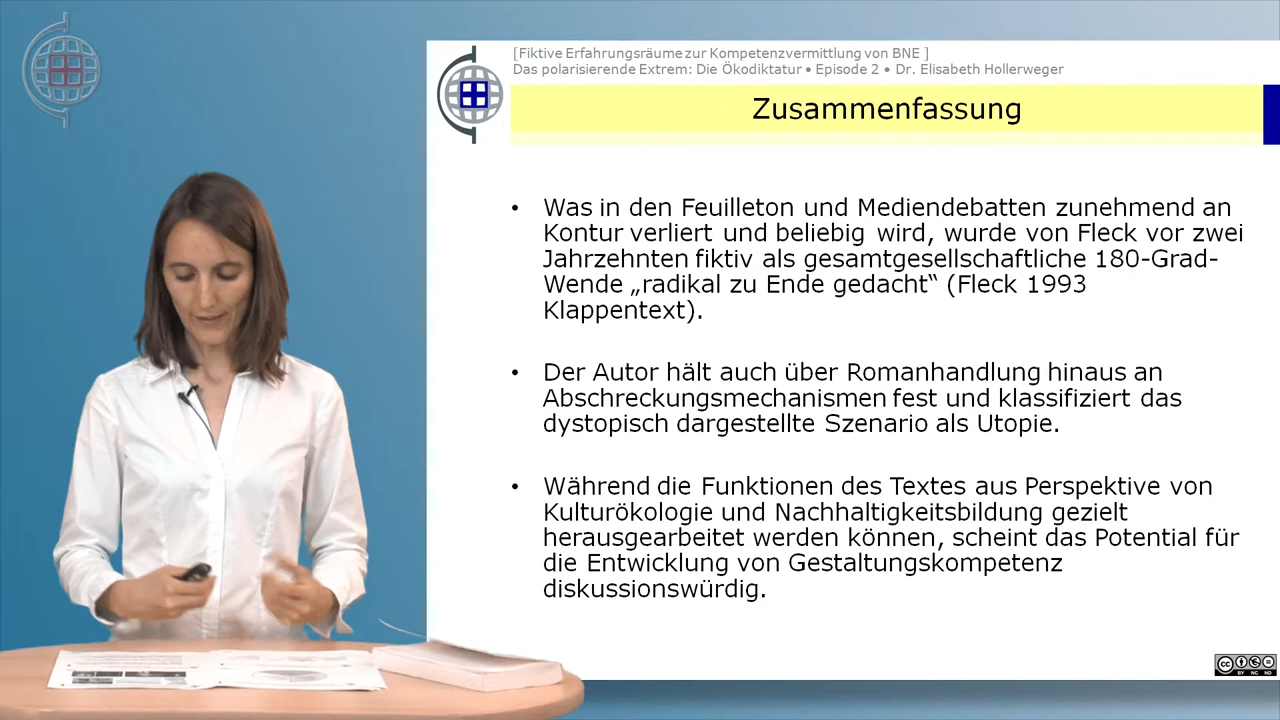 [Fiktive Erfahrungsräume zur Kompetenzvermittlung von BNE ]
Das polarisierende Extrem: Die Ökodiktatur • Episode 2 • Dr. Elisabeth Hollerweger
Zusammenfassung
• Was in den Feuilleton und Mediendebatten zunehmend an
Kontur verliert und beliebig wird, wurde von Fleck vor zwei
Jahrzehnten fiktiv als gesamtgesellschaftliche 180-Grad-
Wende „radikal zu Ende gedacht“ (Fleck 1993
Klappentext).
• Der Autor hält auch über Romanhandlung hinaus an
Abschreckungsmechanismen fest und klassifiziert das
dystopisch dargestellte Szenario als Utopie.
• Während die Funktionen des Textes aus Perspektive von
Kulturökologie und Nachhaltigkeitsbildung gezielt
herausgearbeitet werden können, scheint das Potential für
die Entwicklung von Gestaltungskompetenz
diskussionswürdig.
cc
BY NC ND